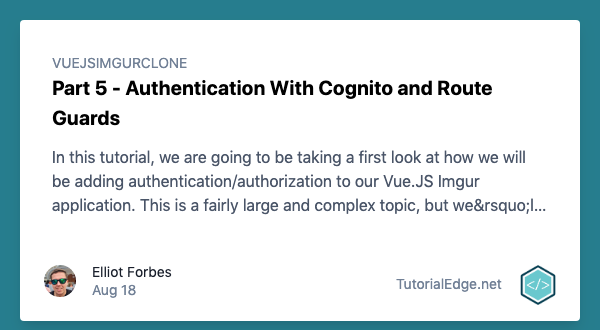 VUEJSIMGURCLONE
Part 5 - Authentication With Cognito and Route
Guards
In this tutorial, we are going to be taking a first look at how we will
be adding authentication/authorization to our Vue.JS Imgur
application. This is a fairly large and complex topic, but we&rsquo;l...
Elliot Forbes
Aug 18
TutorialEdge.net
</>